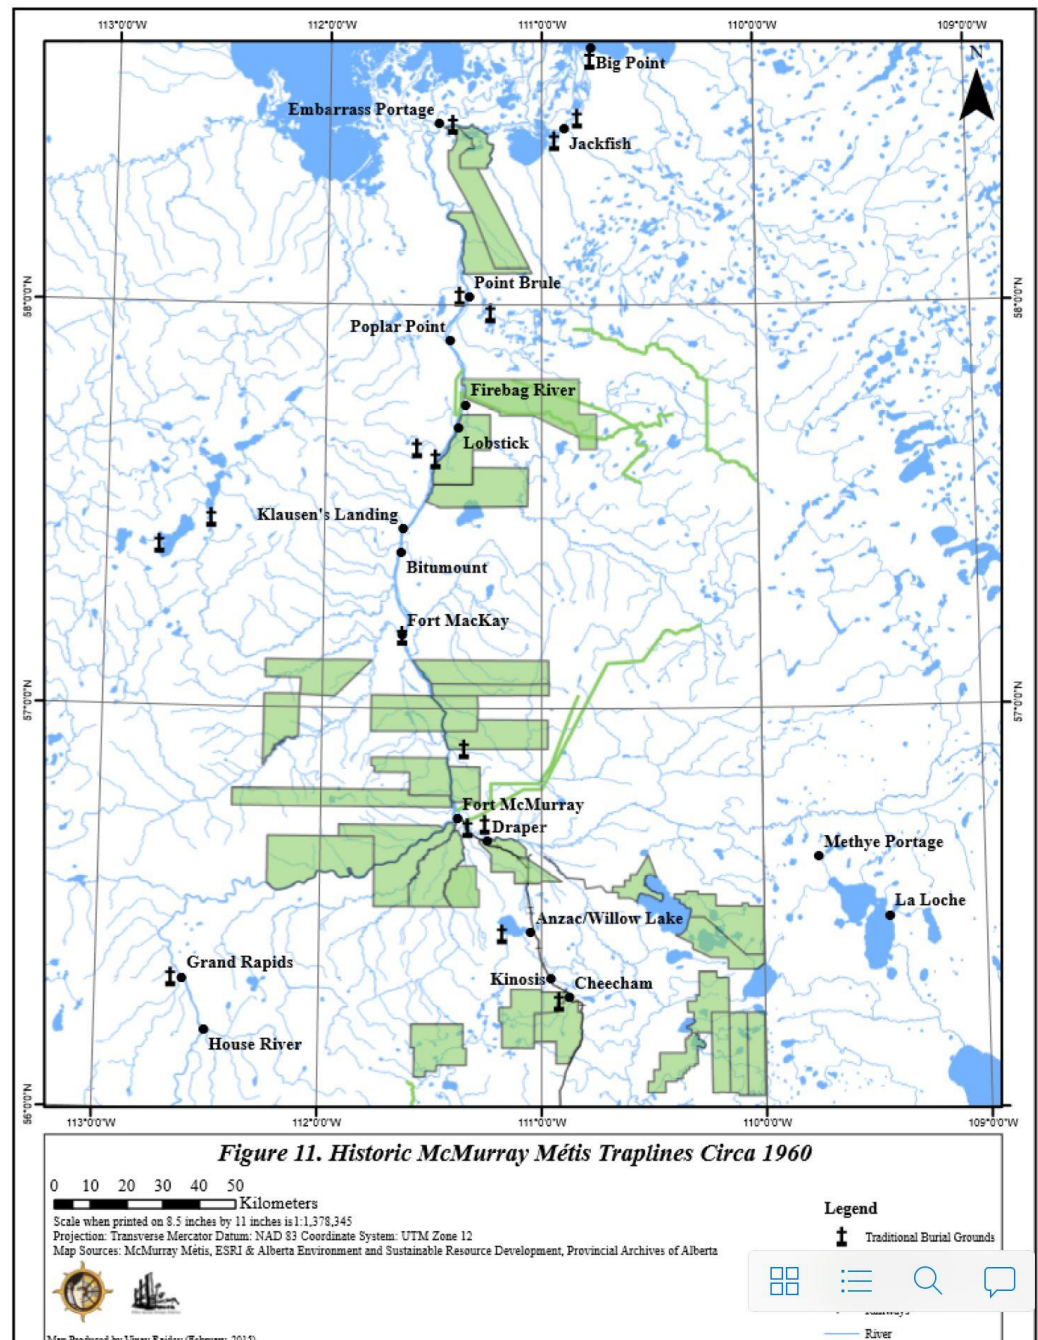 113°0'0"W 112°0'0"W 111°0'0"W 110°0'0"W 109°0'0"W
N
Big Point
Embarrass Portage
Jackfish
Point Brule
58°0'0"N 58°0'0"N
Poplar Point
Firebag River
Lobstick
Klausen's Landing
Bitumount
Fort MacKay
57°0'0"N 57°0'0"N
Fort McMurray
Draper
Methye Portage
La Loche
Anzac/Willow Lake
Grand Rapids
Kinosis
Cheecham
House River
56°0'0"N
113°0'0"W 112°0'0"W 111°0'0"W 110°0'0"W 109°0'0"W
Figure 11. Historic McMurray Métis Traplines Circa 1960
0 10 20 30 40 50
Kilometers
Scale when printed on 8.5 inches by 11 inches is 1:1,378,345
Projection: Transverse Mercator Datum: NAD 83 Coordinate System: UTM Zone 12
Map Sources: McMurray Métis, ESRI & Alberta Environment and Sustainable Resource Development, Provincial Archives of Alberta
Legend
Traditional Burial Grounds
Railways
River
Map Produced by (February, 2015)